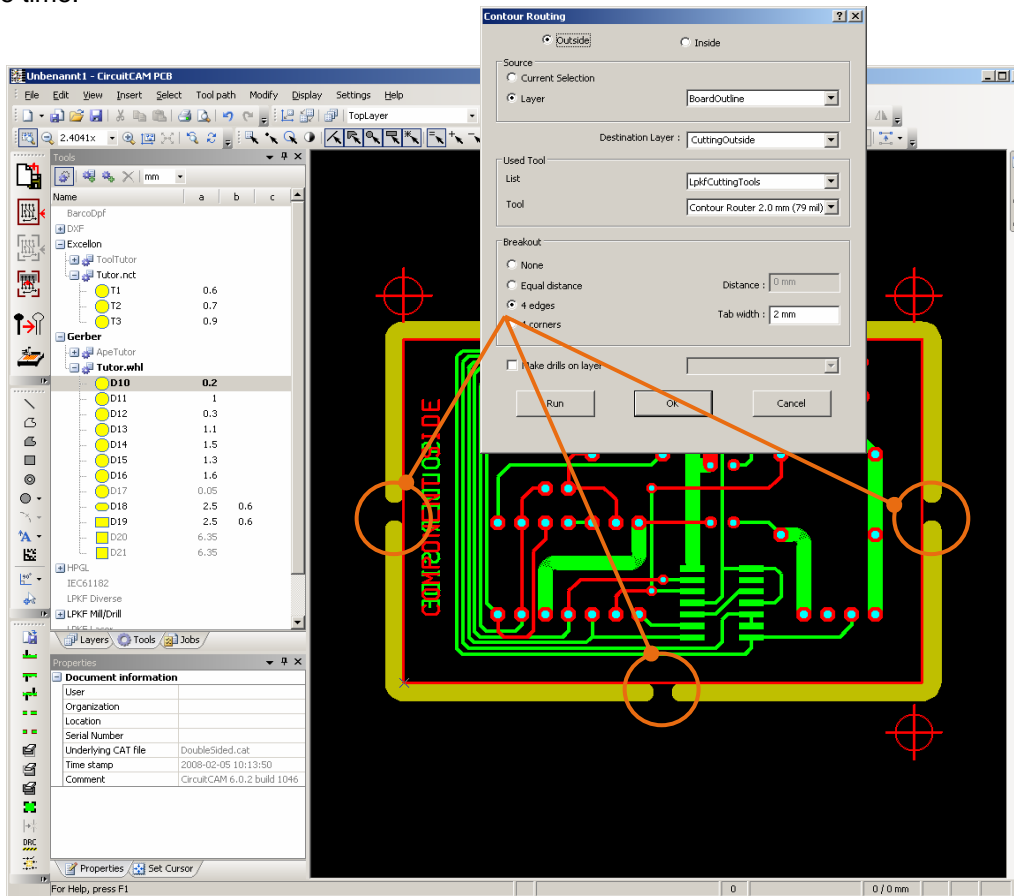 e time.
Contour Routing
Outside
Inside
Source
Current Selection
Layer
BoardOutline
Destination Layer :
CuttingOutside
Used Tool
List
LpkfCuttingTools
Tool
Contour Router 2.0 mm (79 mil)
Breakout
None
Equal distance
Distance :
0 mm
4 edges
Tab width :
2 mm
4 corners
Make drills on layer
Run
Ok
Cancel
Unbenannt1 - CircuitCAM PCB
File Edit View Insert Select Tool path Modify Display Settings Help
TopLayer
2.4041x
Tools
mm
Name a b c
BarcoDpf
DXF
Excellon
ToolTutor
Tutor.nct
T1 0.6
T2 0.7
T3 0.9
Gerber
ApeTutor
Tutor.whl
D10 0.2
D11 1
D12 0.3
D13 1.1
D14 1.5
D15 1.3
D16 1.6
D17 0.05
D18 2.5 0.6
D19 2.5 0.6
D20 6.35
D21 6.35
HPGL
IEC61182
LPKF Diverse
LPKF Mill/Drill
LPKF Laser
Layers Tools Jobs
Properties
Document information
User
Organization
Location
Serial Number
Underlying CAT file DoubleSided.cat
Time stamp 2008-02-05 10:13:50
Comment CircuitCAM 6.0.2 build 1046
DRC
Properties Set Cursor
For Help, press F1
0
0 / 0 mm
COMPONENTSIDE